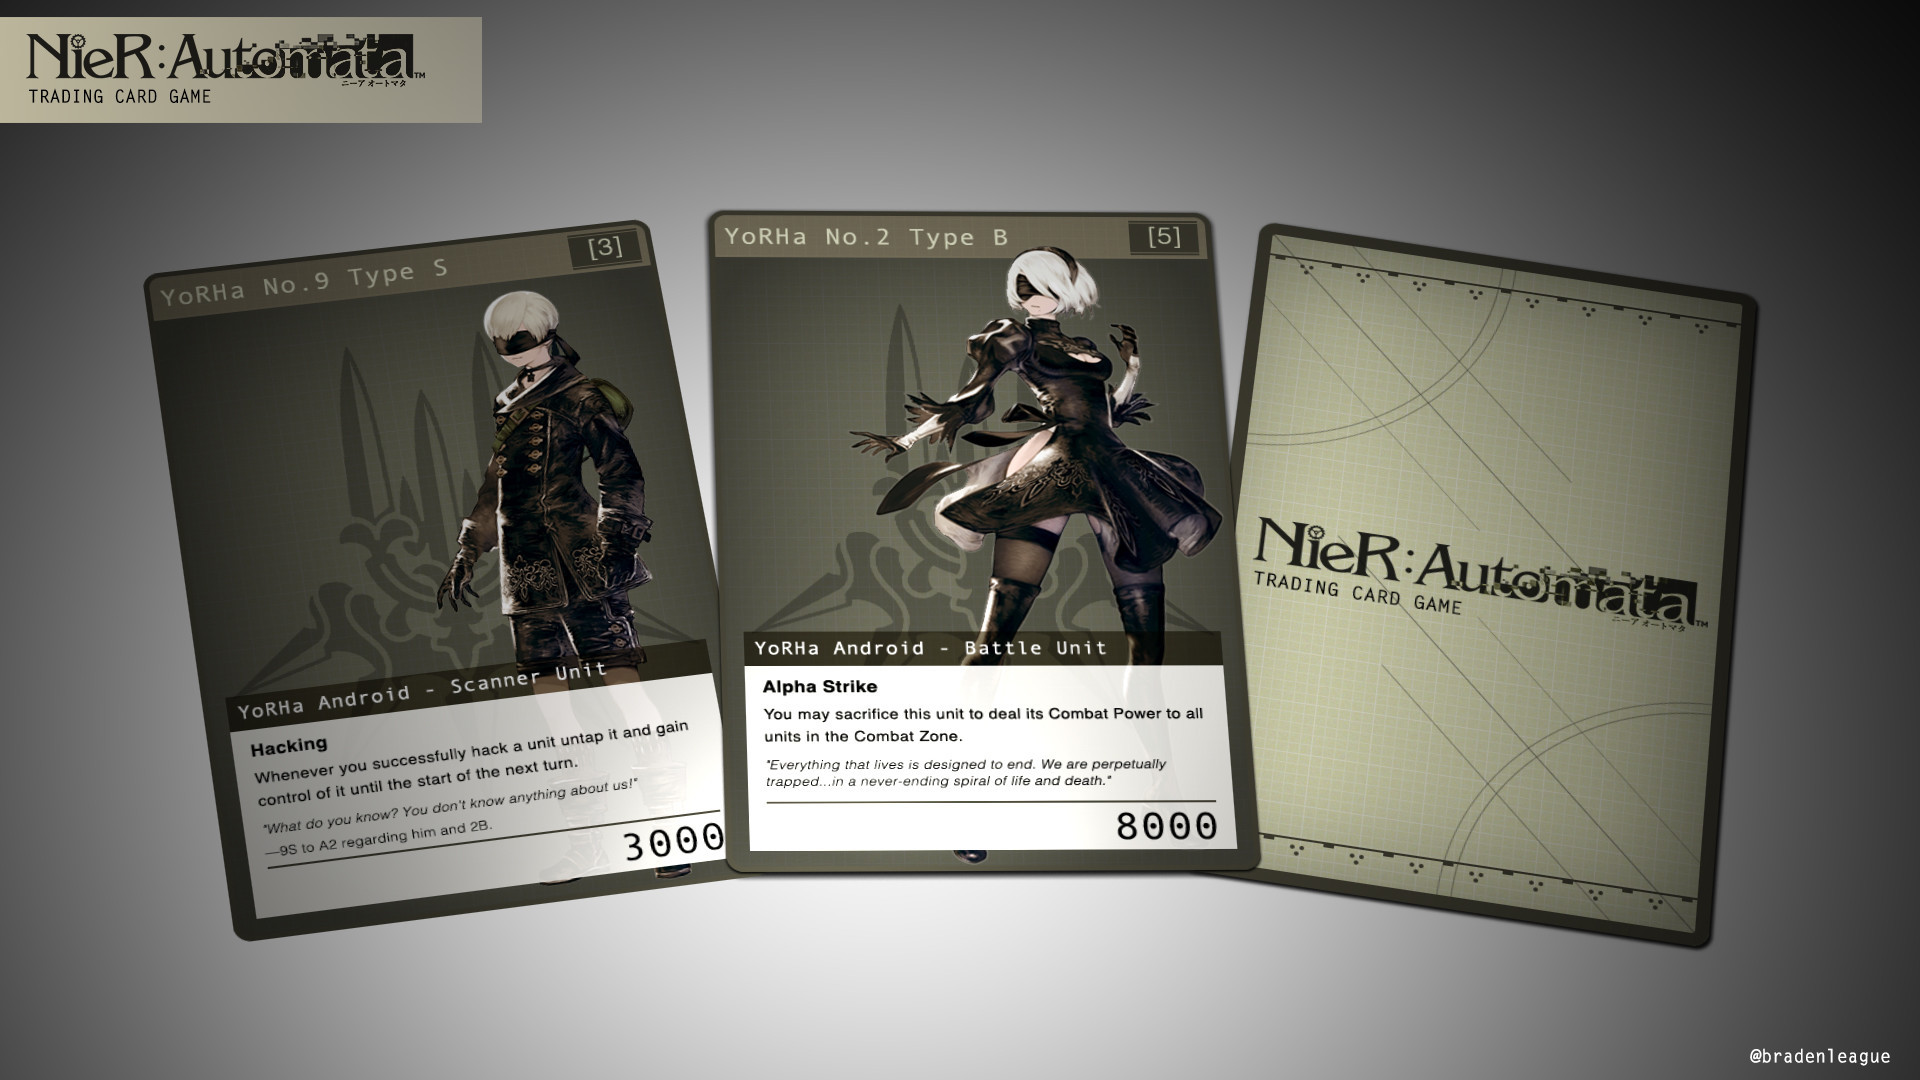 NieR:Automata™
ニーア オートマタ
TRADING CARD GAME
YoRHa No.9 Type S
[3]
YoRHa Android - Scanner Unit
Hacking
Whenever you successfully hack a unit untap it and gain
control of it until the start of the next turn.
"What do you know? You don't know anything about us!"
—9S to A2 regarding him and 2B.
3000
YoRHa No.2 Type B
[5]
YoRHa Android - Battle Unit
Alpha Strike
You may sacrifice this unit to deal its Combat Power to all
units in the Combat Zone.
"Everything that lives is designed to end. We are perpetually
trapped...in a never-ending spiral of life and death."
8000
NieR:Automata™
ニーア オートマタ
TRADING CARD GAME
@bradenleague